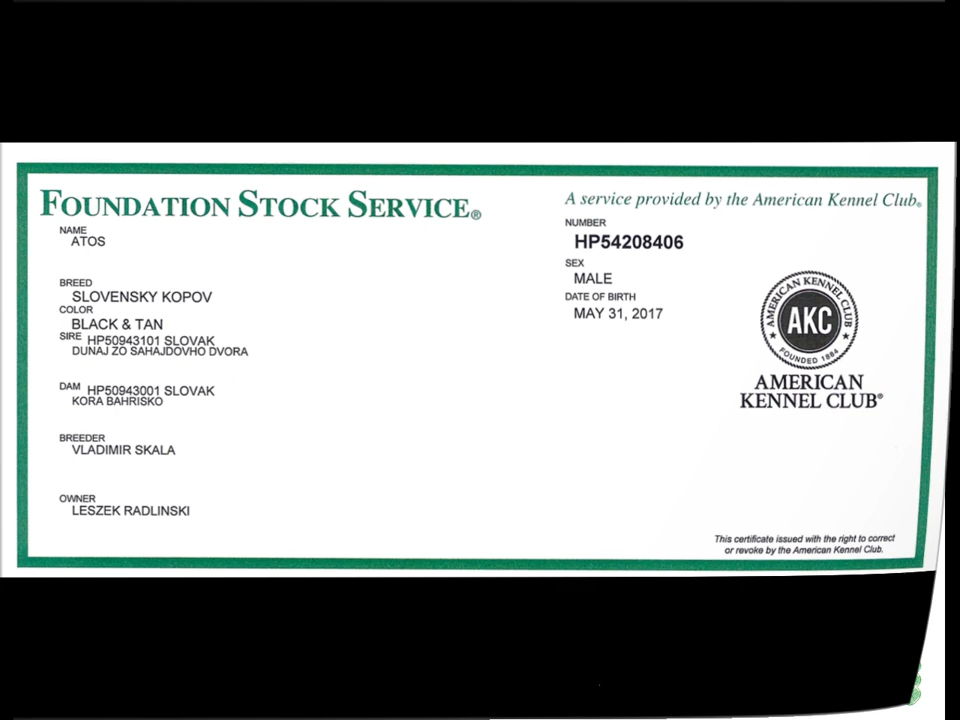 FOUNDATION STOCK SERVICE®
A service provided by the American Kennel Club®
NAME
ATOS
BREED
SLOVENSKY KOPOV
COLOR
BLACK & TAN
SIRE HP50943101 SLOVAK
DUNAJ ZO SAHAJDOVHO DVORA
DAM HP50943001 SLOVAK
KORA BAHRISKO
BREEDER
VLADIMIR SKALA
OWNER
LESZEK RADLINSKI
NUMBER
HP54208406
SEX
MALE
DATE OF BIRTH
MAY 31, 2017
AMERICAN KENNEL CLUB
AKC
FOUNDED 1884
AMERICAN
KENNEL CLUB®
This certificate issued with the right to correct
or revoke by the American Kennel Club.